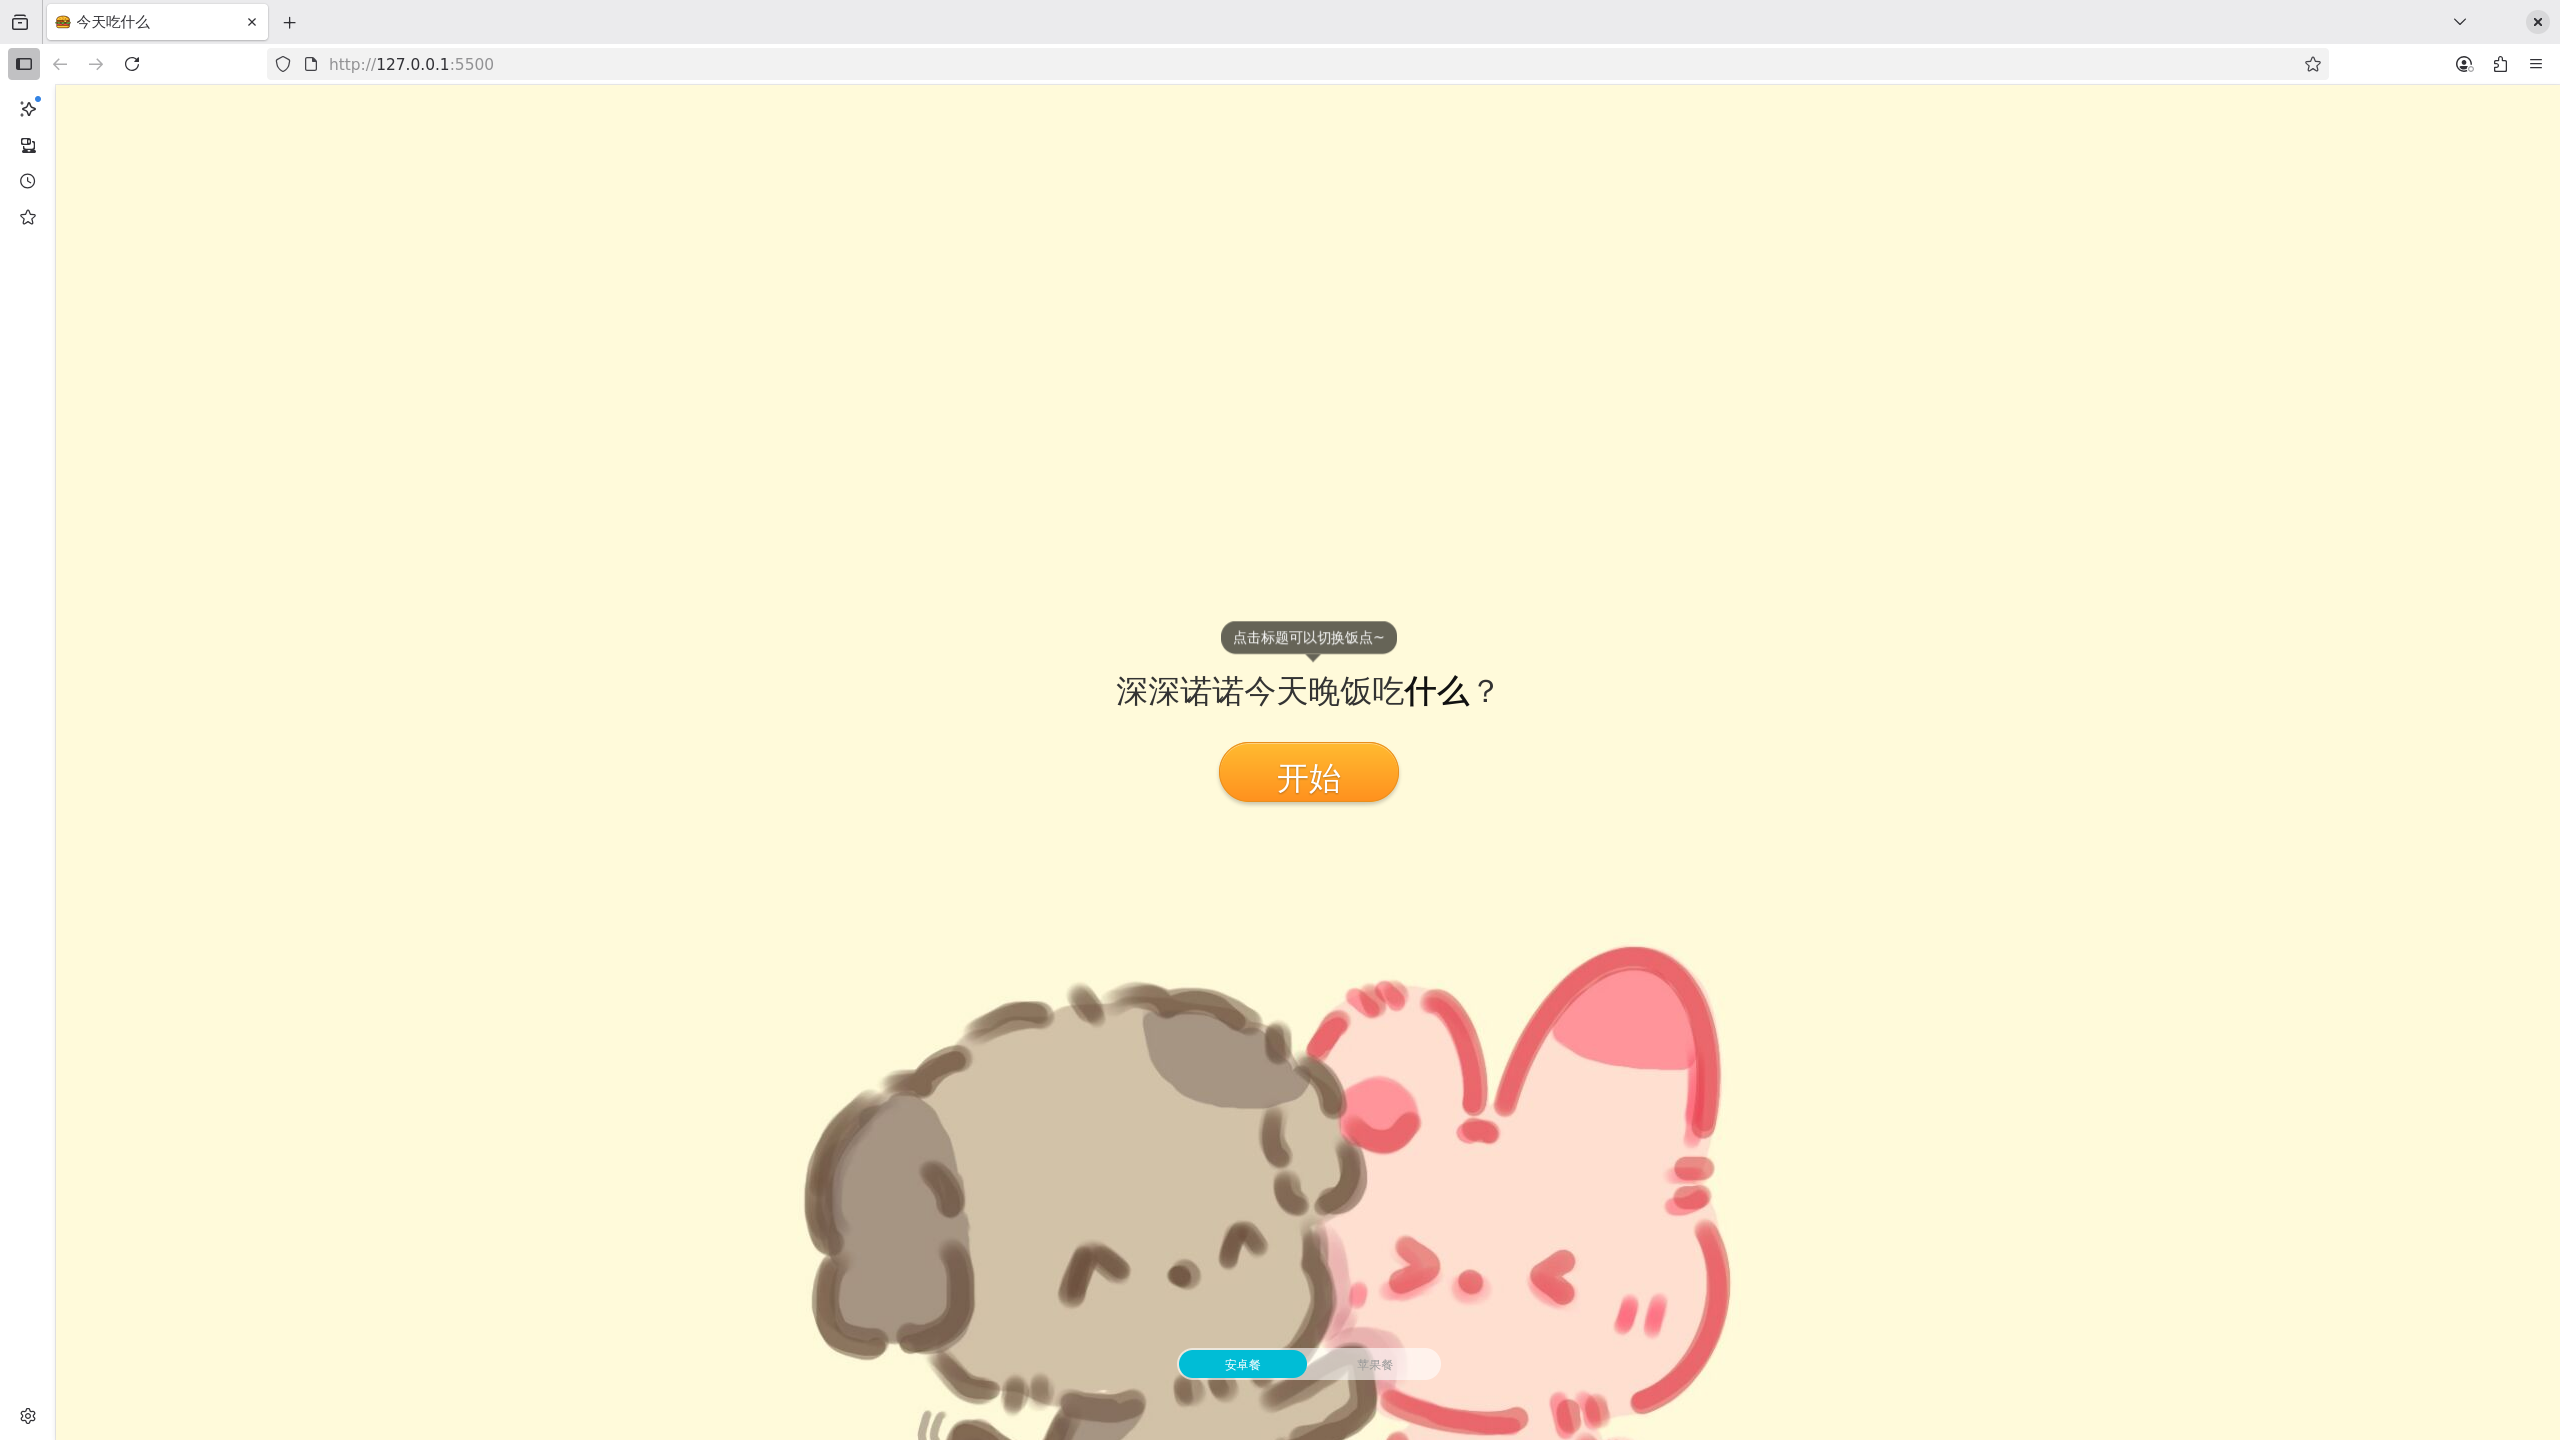 今天吃什么
http://127.0.0.1:5500
点击标题可以切换饭点~
深深诺诺今天晚饭吃什么？
开始
安卓餐
苹果餐